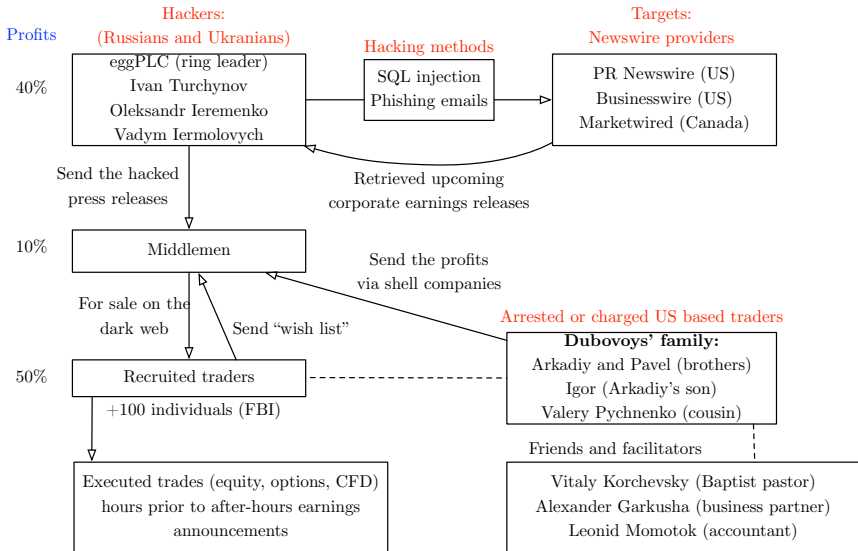 Hackers:
(Russians and Ukranians)
Targets:
Newswire providers
Profits
Hacking methods
eggPLC (ring leader)
Ivan Turchynov
Oleksandr Ieremenko
Vadym Iermolovych
40%
SQL injection
Phishing emails
PR Newswire (US)
Businesswire (US)
Marketwired (Canada)
Send the hacked
press releases
Retrieved upcoming
corporate earnings releases
10%
Middlemen
Send the profits
via shell companies
For sale on the
dark web
Send “wish list”
Arrested or charged US based traders
Dubovoys’ family:
Arkadiy and Pavel (brothers)
Igor (Arkadiy’s son)
Valery Pychnenko (cousin)
50%
Recruited traders
+100 individuals (FBI)
Friends and facilitators
Executed trades (equity, options, CFD)
hours prior to after-hours earnings
announcements
Vitaly Korchevsky (Baptist pastor)
Alexander Garkusha (business partner)
Leonid Momotok (accountant)